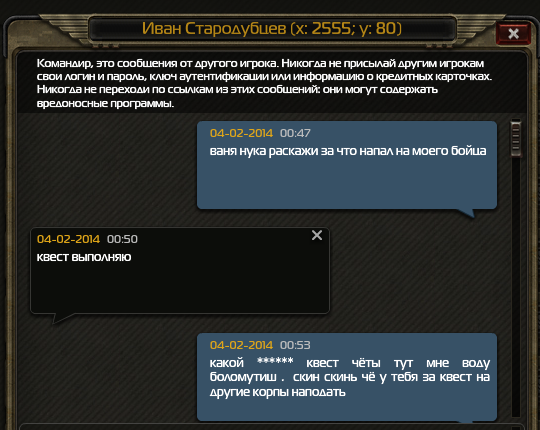 Иван Стародубцев (x: 2555; y: 80)
Командир, это сообщения от другого игрока. Никогда не присылай другим игрокам
свои логин и пароль, ключ аутентификации или информацию о кредитных карточках.
Никогда не переходи по ссылкам из этих сообщений: они могут содержать
вредоносные программы.
04-02-2014 00:47
ваня нука раскажи за что напал на моего бойца
04-02-2014 00:50
квест выполняю
04-02-2014 00:53
какой ****** квест чёты тут мне воду
боломутиш . скин скинь чё у тебя за квест на
другие корпы наподать